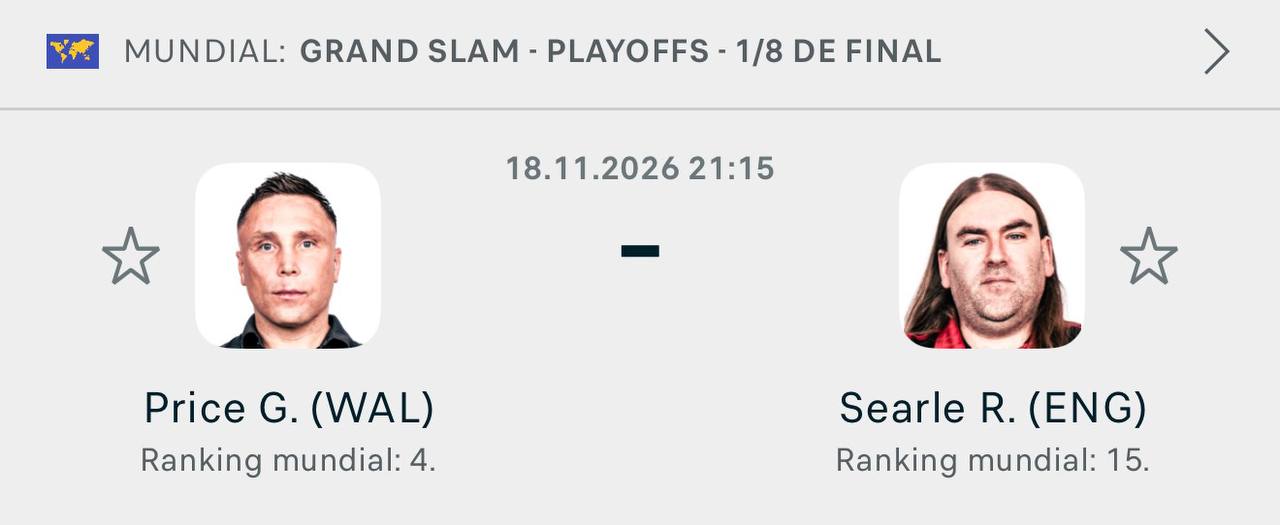 MUNDIAL: GRAND SLAM - PLAYOFFS - 1/8 DE FINAL
18.11.2026 21:15
-
Price G. (WAL)
Ranking mundial: 4.
Searle R. (ENG)
Ranking mundial: 15.